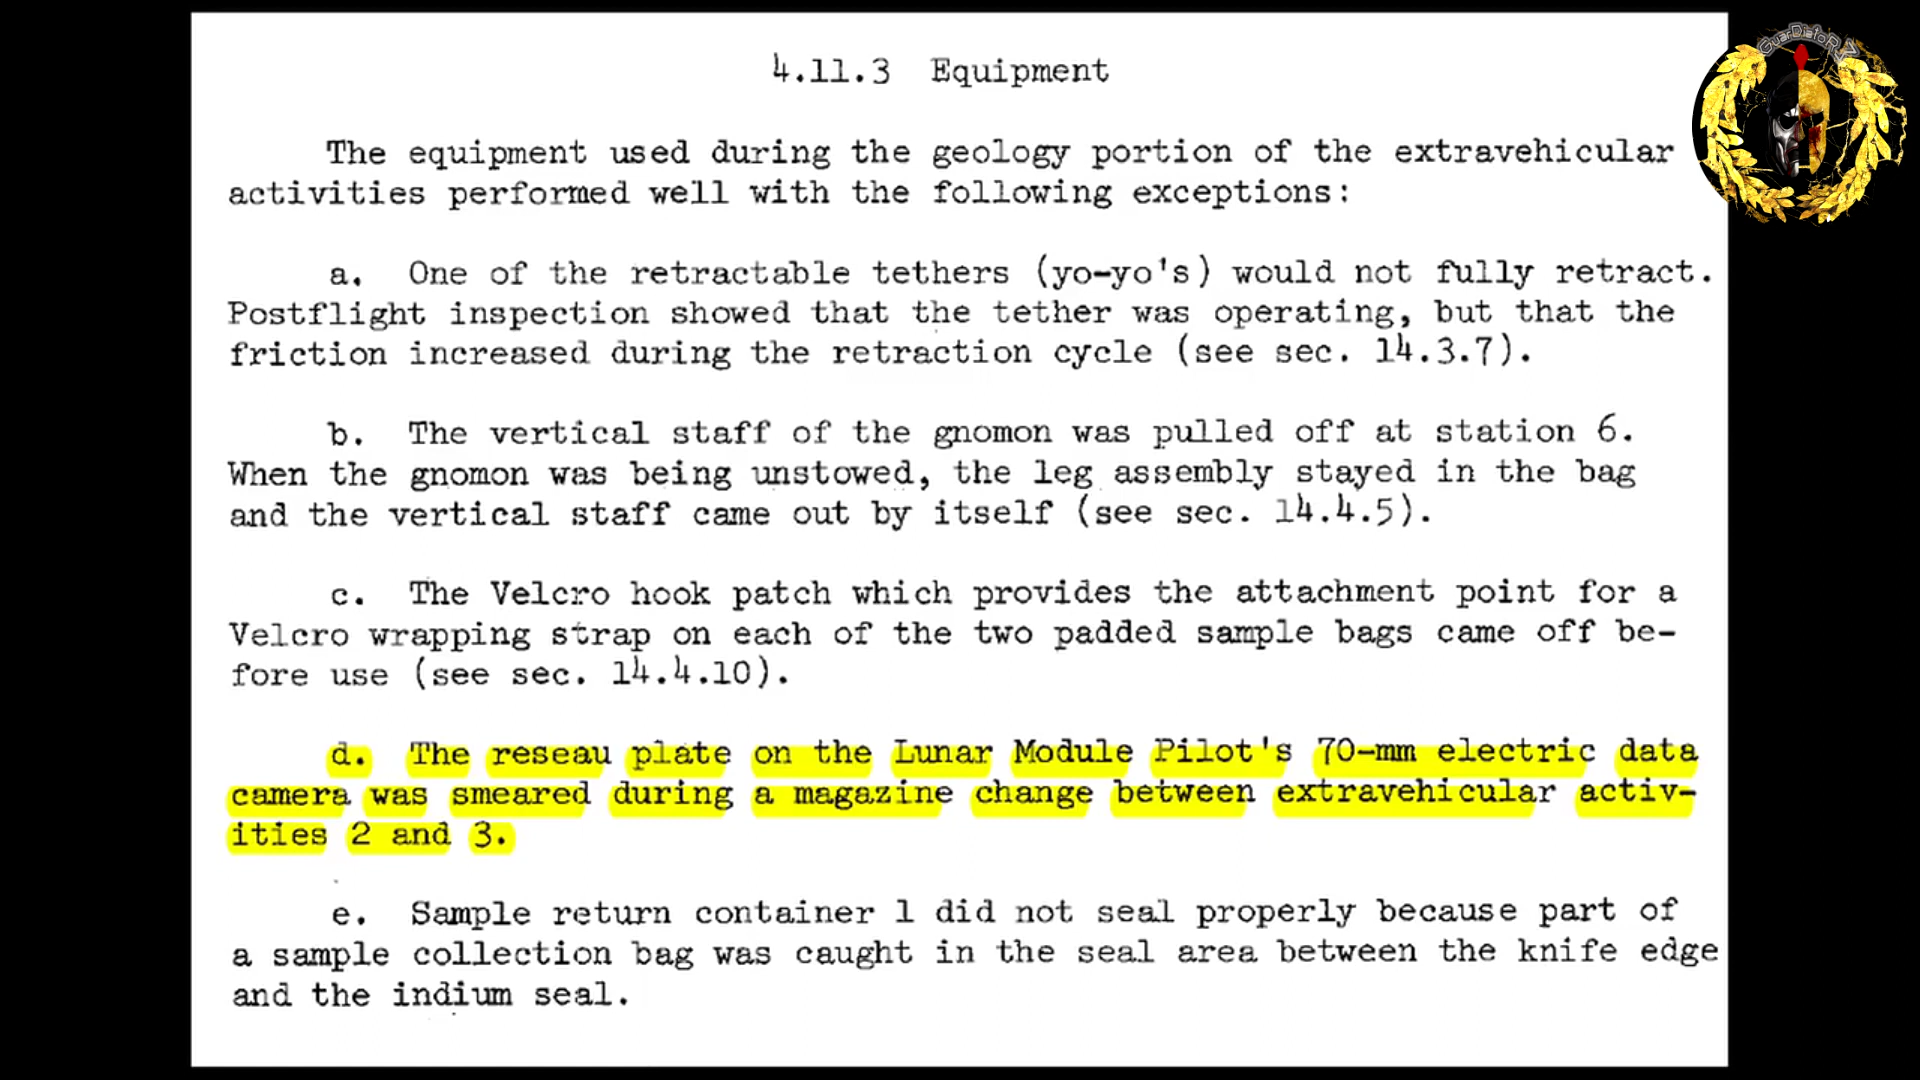 4.11.3 Equipment
The equipment used during the geology portion of the extravehicular
activities performed well with the following exceptions:
a. One of the retractable tethers (yo-yo's) would not fully retract.
Postflight inspection showed that the tether was operating, but that the
friction increased during the retraction cycle (see sec. 14.3.7).
b. The vertical staff of the gnomon was pulled off at station 6.
When the gnomon was being unstowed, the leg assembly stayed in the bag
and the vertical staff came out by itself (see sec. 14.4.5).
c. The Velcro hook patch which provides the attachment point for a
Velcro wrapping strap on each of the two padded sample bags came off be-
fore use (see sec. 14.4.10).
d. The reseau plate on the Lunar Module Pilot's 70-mm electric data
camera was smeared during a magazine change between extravehicular activ-
ities 2 and 3.
e. Sample return container 1 did not seal properly because part of
a sample collection bag was caught in the seal area between the knife edge
and the indium seal.